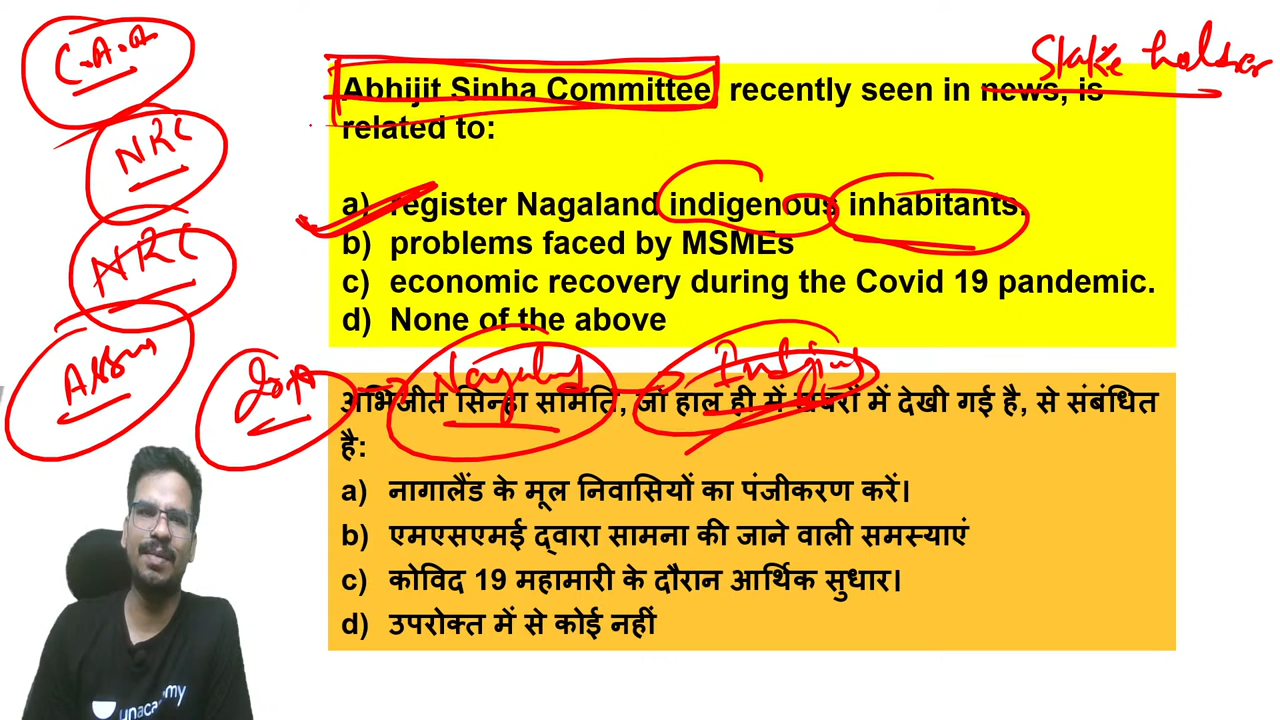 C.A.A.
Stake holder
Abhijit Sinha Committee, recently seen in news, is
related to:
NRC
a) register Nagaland indigenous inhabitants.
b) problems faced by MSMEs
NRC
c) economic recovery during the Covid 19 pandemic.
d) None of the above
Nagaland
अभिजीत सिन्हा समिति, जो हाल ही में खबरों में देखी गई है, से संबंधित
है:
a) नागालैंड के मूल निवासियों का पंजीकरण करें।
b) एमएसएमई द्वारा सामना की जाने वाली समस्याएं
c) कोविद 19 महामारी के दौरान आर्थिक सुधार।
d) उपरोक्त में से कोई नहीं
unacademy